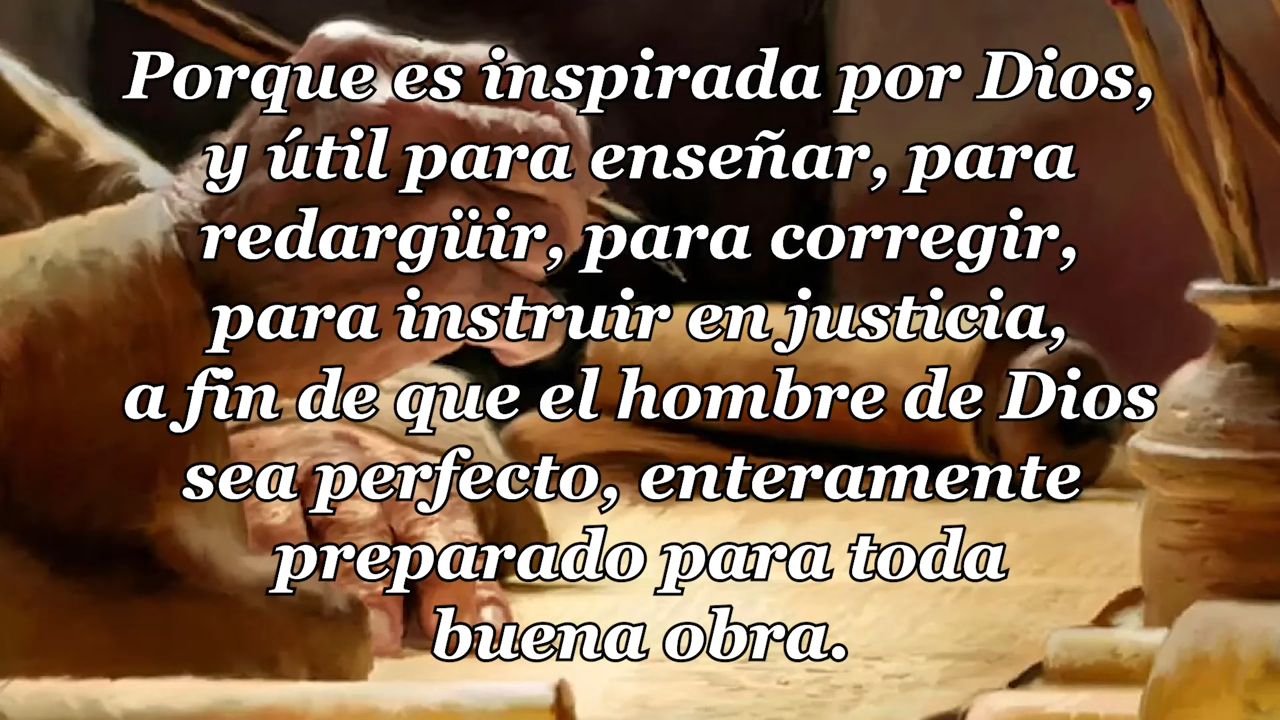 Porque es inspirada por Dios,
y útil para enseñar, para
redargüir, para corregir,
para instruir en justicia,
a fin de que el hombre de Dios
sea perfecto, enteramente
preparado para toda
buena obra.